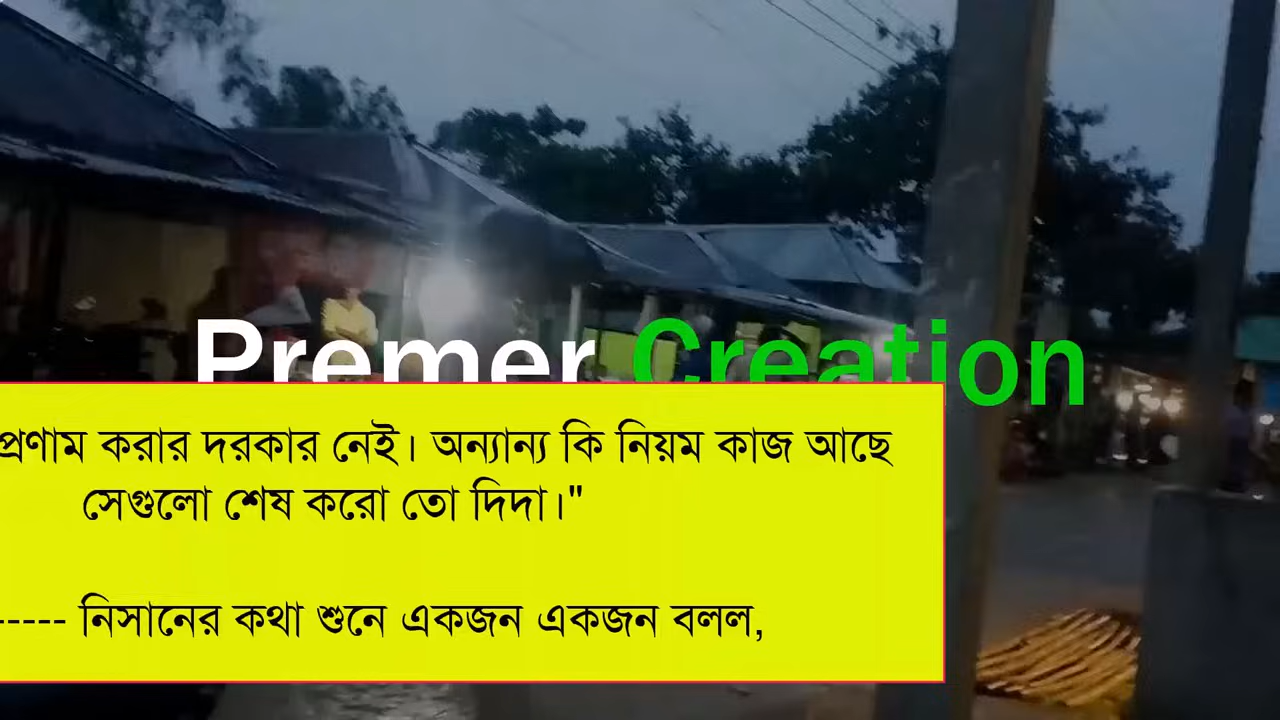 Premer Creation
প্রণাম করার দরকার নেই। অন্যান্য কি নিয়ম কাজ আছে
সেগুলো শেষ করো তো দিদা।"
----- নিসানের কথা শুনে একজন একজন বলল,